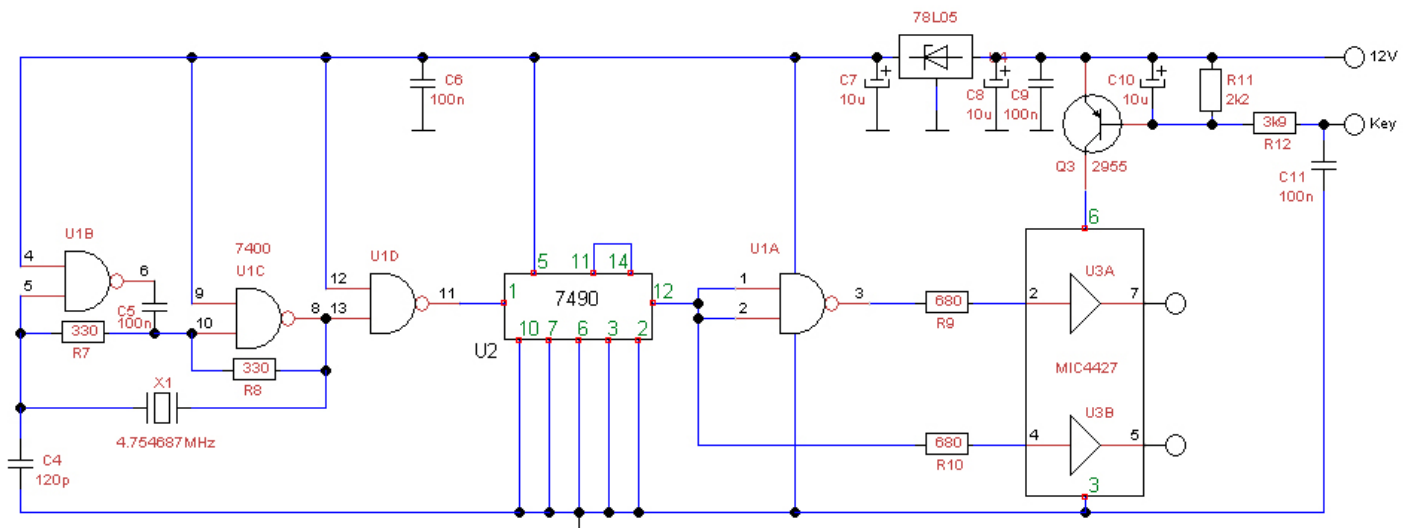 78L05
12V
C6
100n
C7
10u
C8
10u
C9
100n
C10
10u
R11
2k2
Key
3k9
R12
Q3
2955
C11
100n
U1B
4
5
6
C5
100n
330
R7
7400
U1C
9
10
8
330
R8
X1
4.754687MHz
C4
120p
U1D
12
13
11
5
11
14
1
7490
12
10
7
6
3
2
U2
U1A
1
2
3
680
R9
680
R10
6
U3A
2
7
MIC4427
U3B
4
5
3